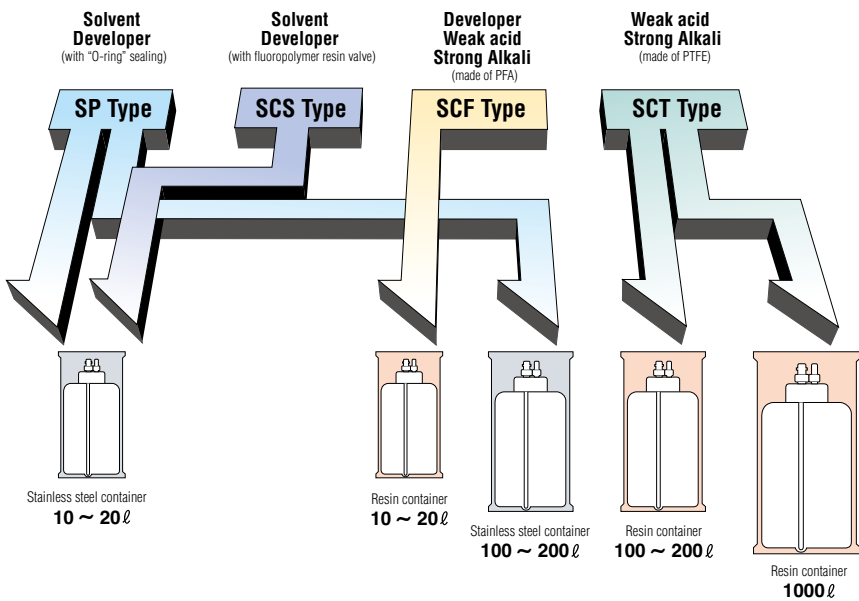 Solvent
Developer
(with “O-ring” sealing)
Solvent
Developer
(with fluoropolymer resin valve)
Developer
Weak acid
Strong Alkali
(made of PFA)
Weak acid
Strong Alkali
(made of PTFE)
SP Type
SCS Type
SCF Type
SCT Type
Stainless steel container
10 ~ 20ℓ
Resin container
10 ~ 20ℓ
Stainless steel container
100 ~ 200ℓ
Resin container
100 ~ 200ℓ
Resin container
1000ℓ